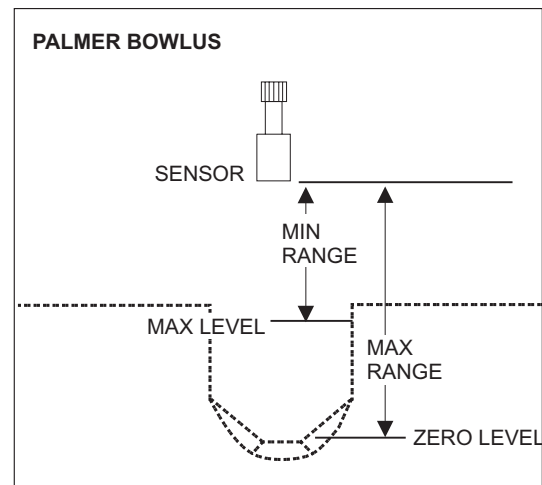 PALMER BOWLUS
SENSOR
MIN
RANGE
MAX LEVEL
MAX
RANGE
ZERO LEVEL